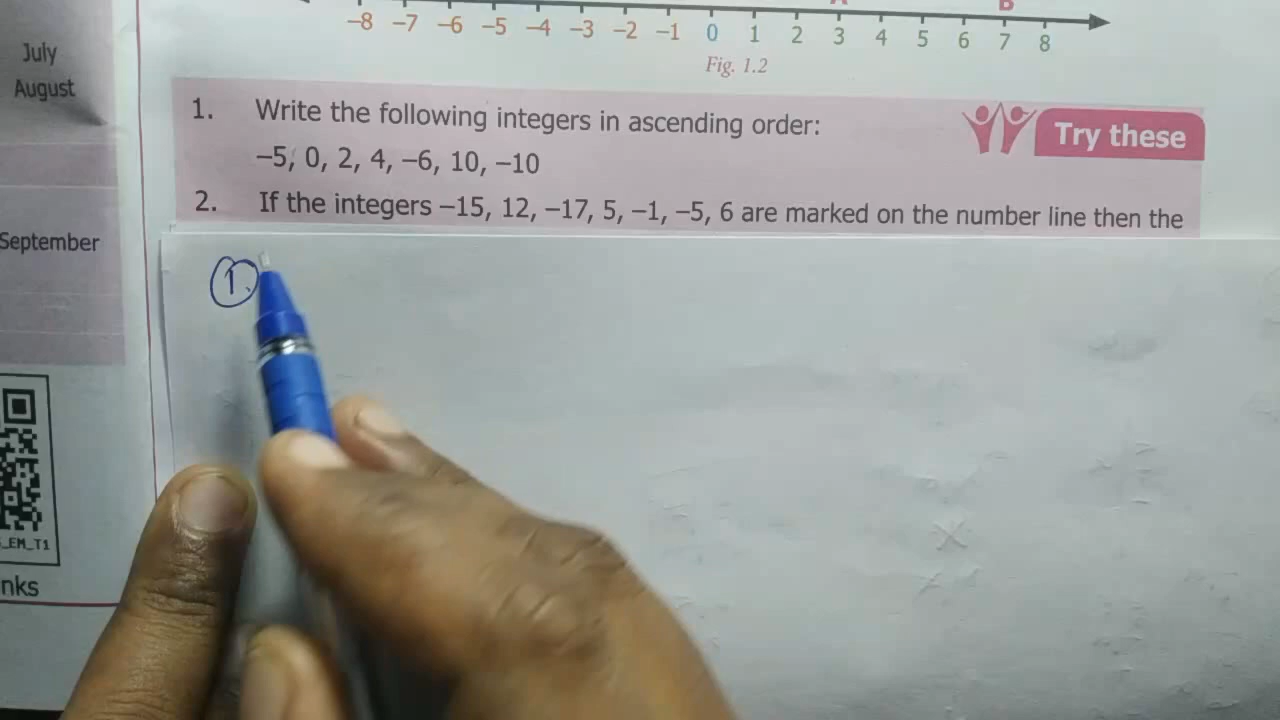 July
August
September
_EM_T1
nks
B
–8 –7 –6 –5 –4 –3 –2 –1 0 1 2 3 4 5 6 7 8
Fig. 1.2
1. Write the following integers in ascending order:
Try these
–5, 0, 2, 4, –6, 10, –10
2. If the integers –15, 12, –17, 5, –1, –5, 6 are marked on the number line then the
1.